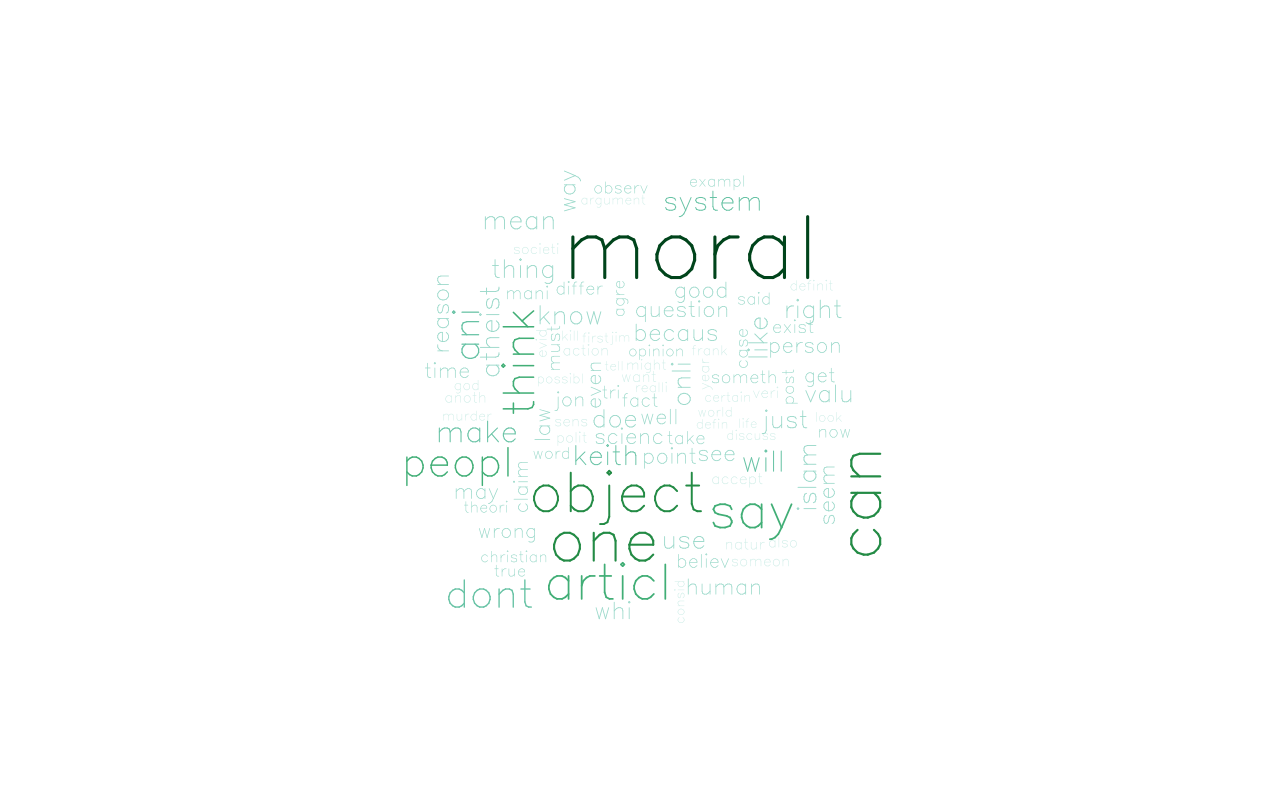 way
observ
exampl
argument
system
mean
moral
societi
thing
reason
atheist
mani
differ
agre
good
said
definit
ani
think
know
question
right
becaus
like
exist
evid
must
kill
first
jim
case
person
action
opinion
frank
time
tell
might
onli
year
someth
post
get
god
possibl
even
want
realli
anoth
jon
tri
fact
certain
veri
valu
murder
law
sens
doe
well
world
defin
life
just
look
make
polit
scienc
take
discuss
now
peopl
word
keith
point
see
will
islam
seem
can
may
claim
theori
object
accept
say
wrong
one
use
natur
also
christian
true
believ
someon
dont
articl
whi
consid
human